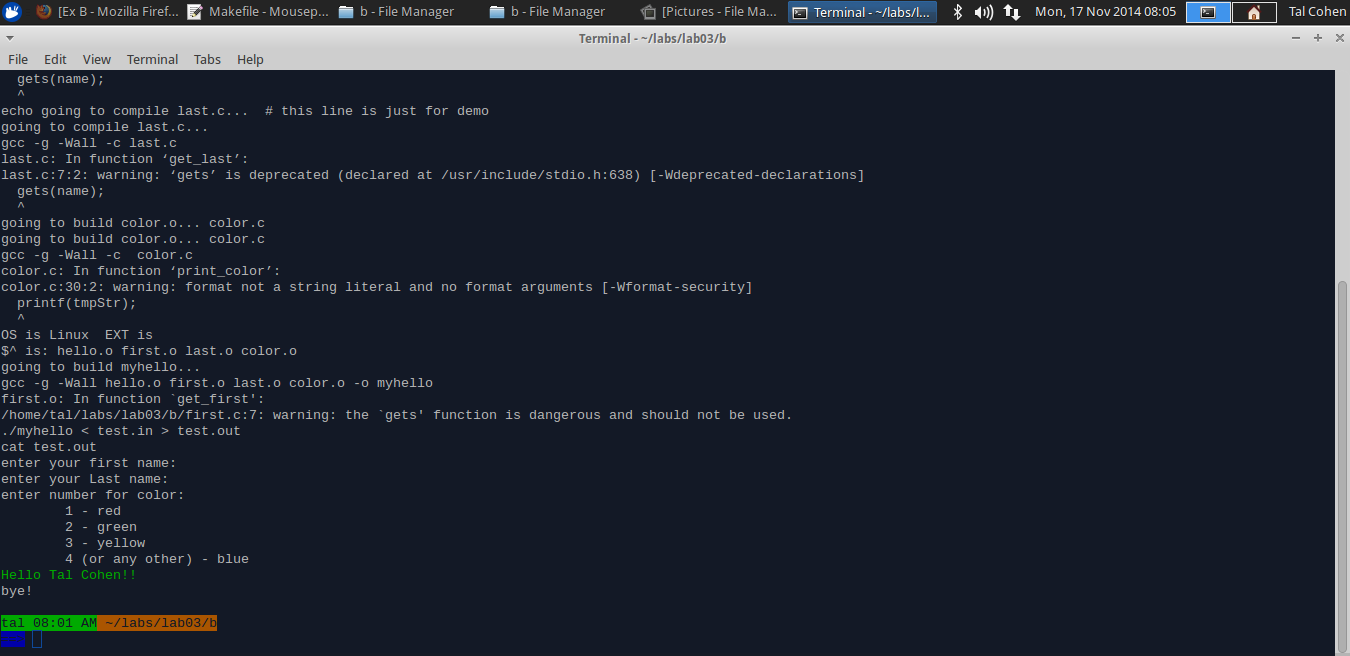 [Ex B - Mozilla Firef... Makefile - Mousep... b - File Manager b - File Manager [Pictures - File Ma... Terminal - ~/labs/l... Mon, 17 Nov 2014 08:05 Tal Cohen
Terminal - ~/labs/lab03/b
File Edit View Terminal Tabs Help
  gets(name);
  ^
echo going to compile last.c...  # this line is just for demo
going to compile last.c...
gcc -g -Wall -c last.c
last.c: In function ‘get_last’:
last.c:7:2: warning: ‘gets’ is deprecated (declared at /usr/include/stdio.h:638) [-Wdeprecated-declarations]
  gets(name);
  ^
going to build color.o... color.c
going to build color.o... color.c
gcc -g -Wall -c  color.c
color.c: In function ‘print_color’:
color.c:30:2: warning: format not a string literal and no format arguments [-Wformat-security]
  printf(tmpStr);
  ^
OS is Linux  EXT is
$^ is: hello.o first.o last.o color.o
going to build myhello...
gcc -g -Wall hello.o first.o last.o color.o -o myhello
first.o: In function `get_first':
/home/tal/labs/lab03/b/first.c:7: warning: the `gets' function is dangerous and should not be used.
./myhello < test.in > test.out
cat test.out
enter your first name:
enter your Last name:
enter number for color:
        1 - red
        2 - green
        3 - yellow
        4 (or any other) - blue
Hello Tal Cohen!!
bye!
tal 08:01 AM ~/labs/lab03/b